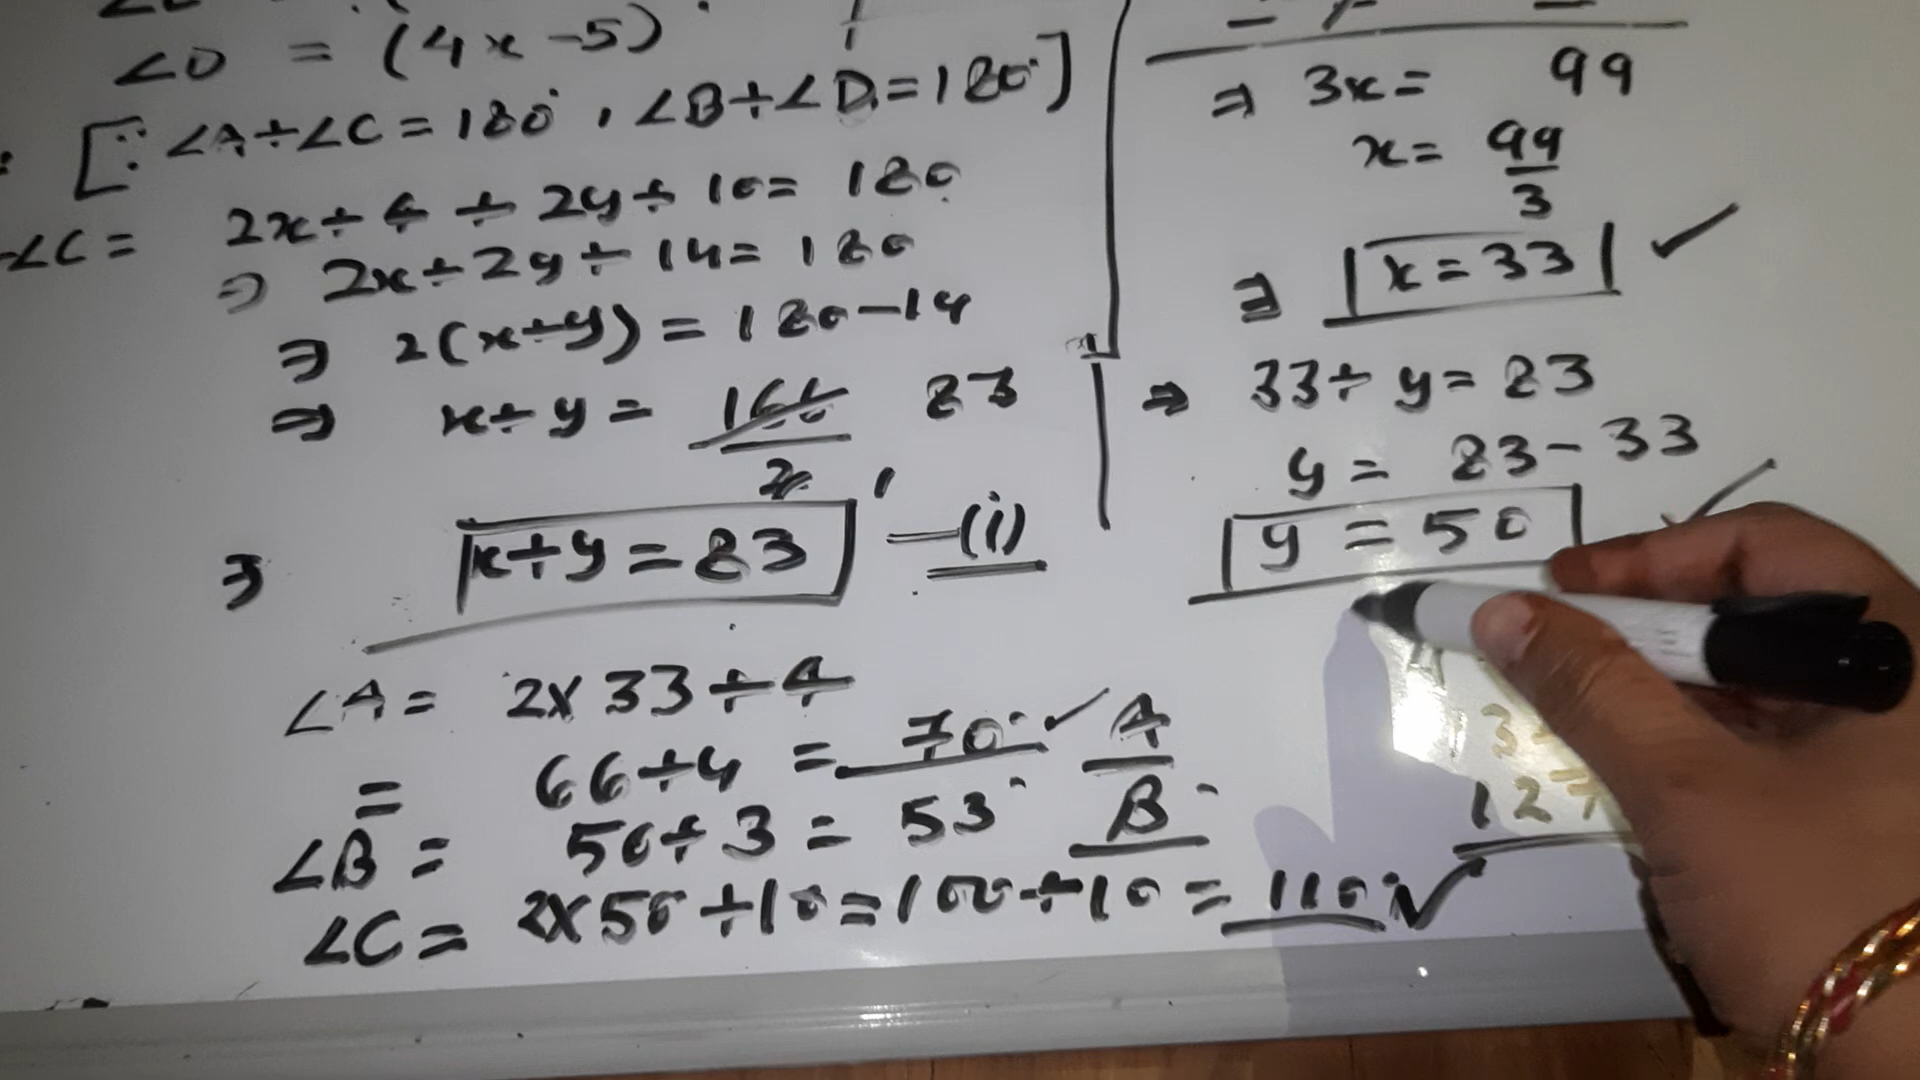 ∠D = (4x-5)°
[∵ ∠A+∠C=180°, ∠B+∠D=180°]
∠C= 2x+4+2y+10=180
⇒ 2x+2y+14=180
⇒ 2(x+y)=180-14
⇒ x+y= 166/2 83
⇒ x+y=83 —(i)
⇒ 3x= 99
x= 99/3
⇒ x=33 ✓
⇒ 33+y=83
y= 83-33
y=50 ✓
∠A= 2x33+4
= 66+4 = 70° ✓ A
∠B= 50+3 = 53° B
∠C= 2x50+10=100+10=110° ✓
127